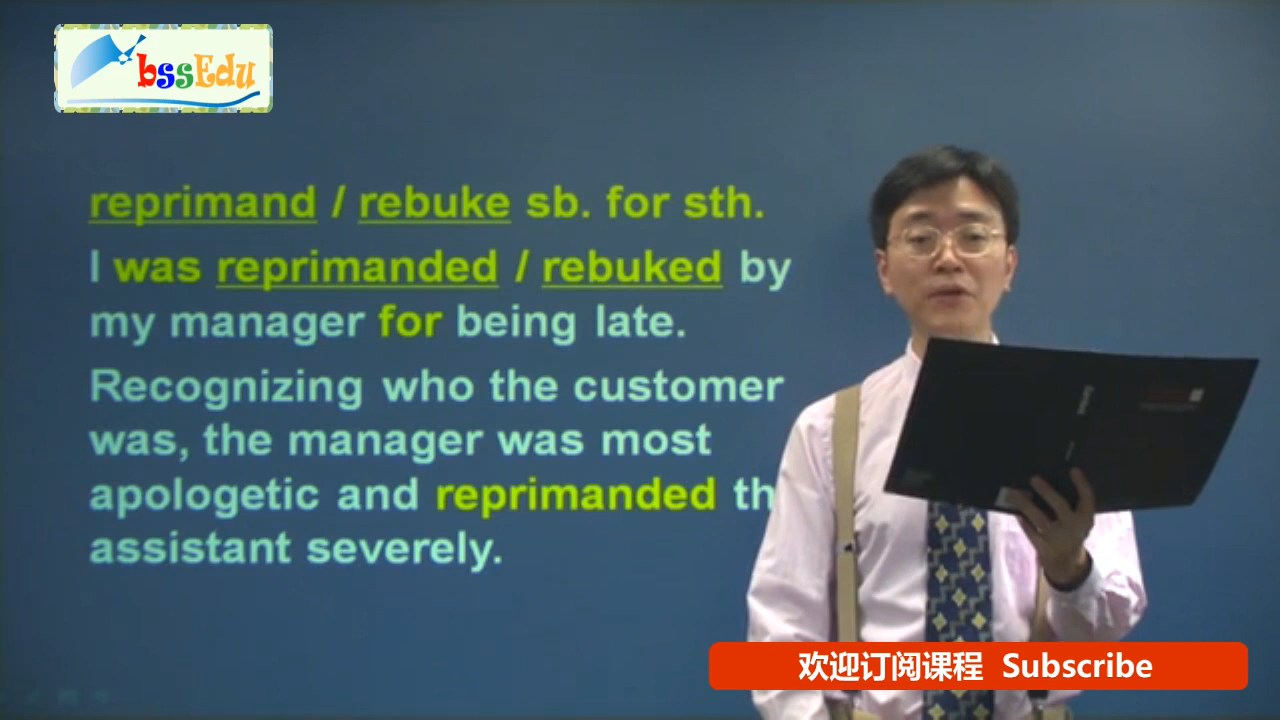 bssEdu
reprimand / rebuke sb. for sth.
I was reprimanded / rebuked by
my manager for being late.
Recognizing who the customer
was, the manager was most
apologetic and reprimanded th
assistant severely.
欢迎订阅课程 Subscribe